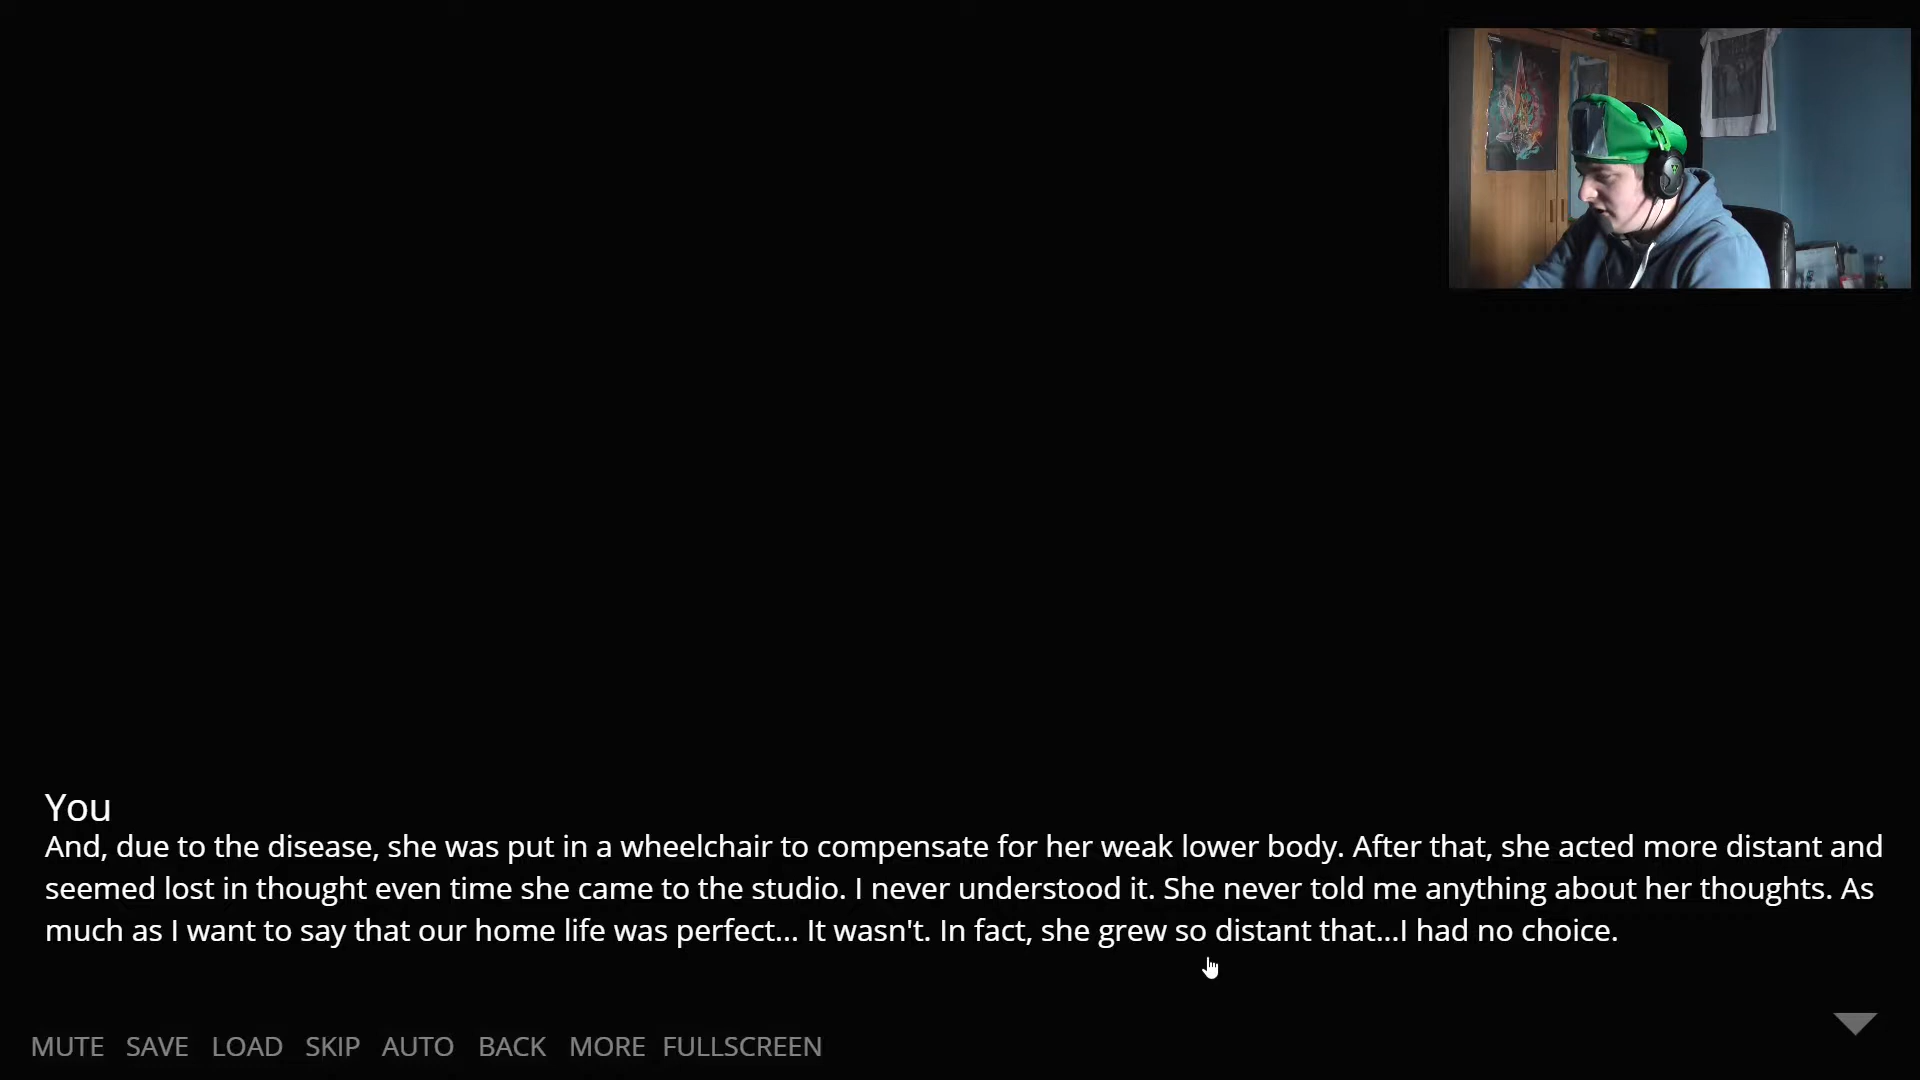 You
And, due to the disease, she was put in a wheelchair to compensate for her weak lower body. After that, she acted more distant and
seemed lost in thought even time she came to the studio. I never understood it. She never told me anything about her thoughts. As
much as I want to say that our home life was perfect... It wasn't. In fact, she grew so distant that...I had no choice.
MUTE SAVE LOAD SKIP AUTO BACK MORE FULLSCREEN